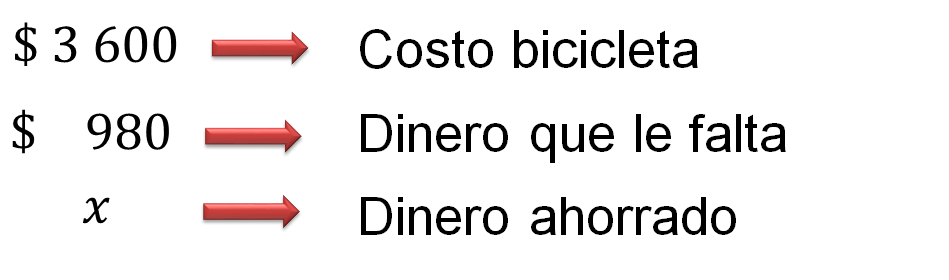 $ 3 600 Costo bicicleta
$ 980 Dinero que le falta
x Dinero ahorrado